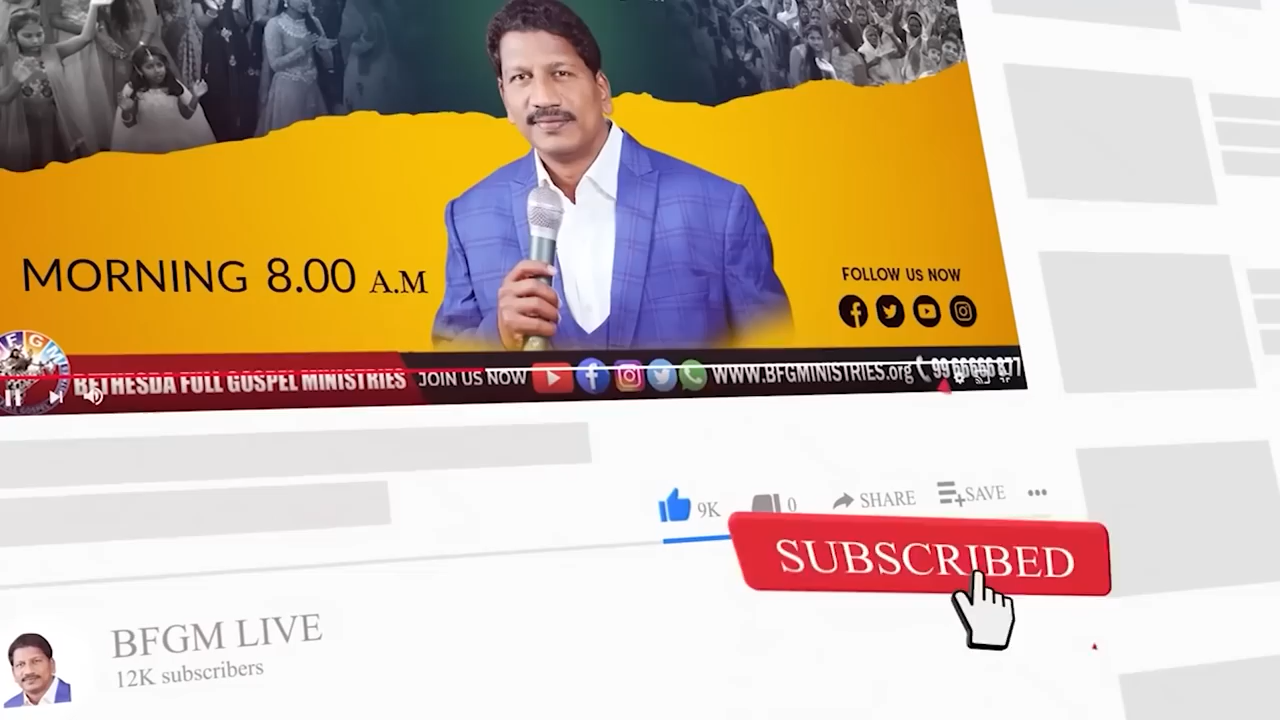 MORNING 8.00 A.M
FOLLOW US NOW
BETHESDA FULL GOSPEL MINISTRIES
JOIN US NOW
WWW.BFGMINISTRIES.org
9K
0
SHARE
SAVE
SUBSCRIBED
BFGM LIVE
12K subscribers